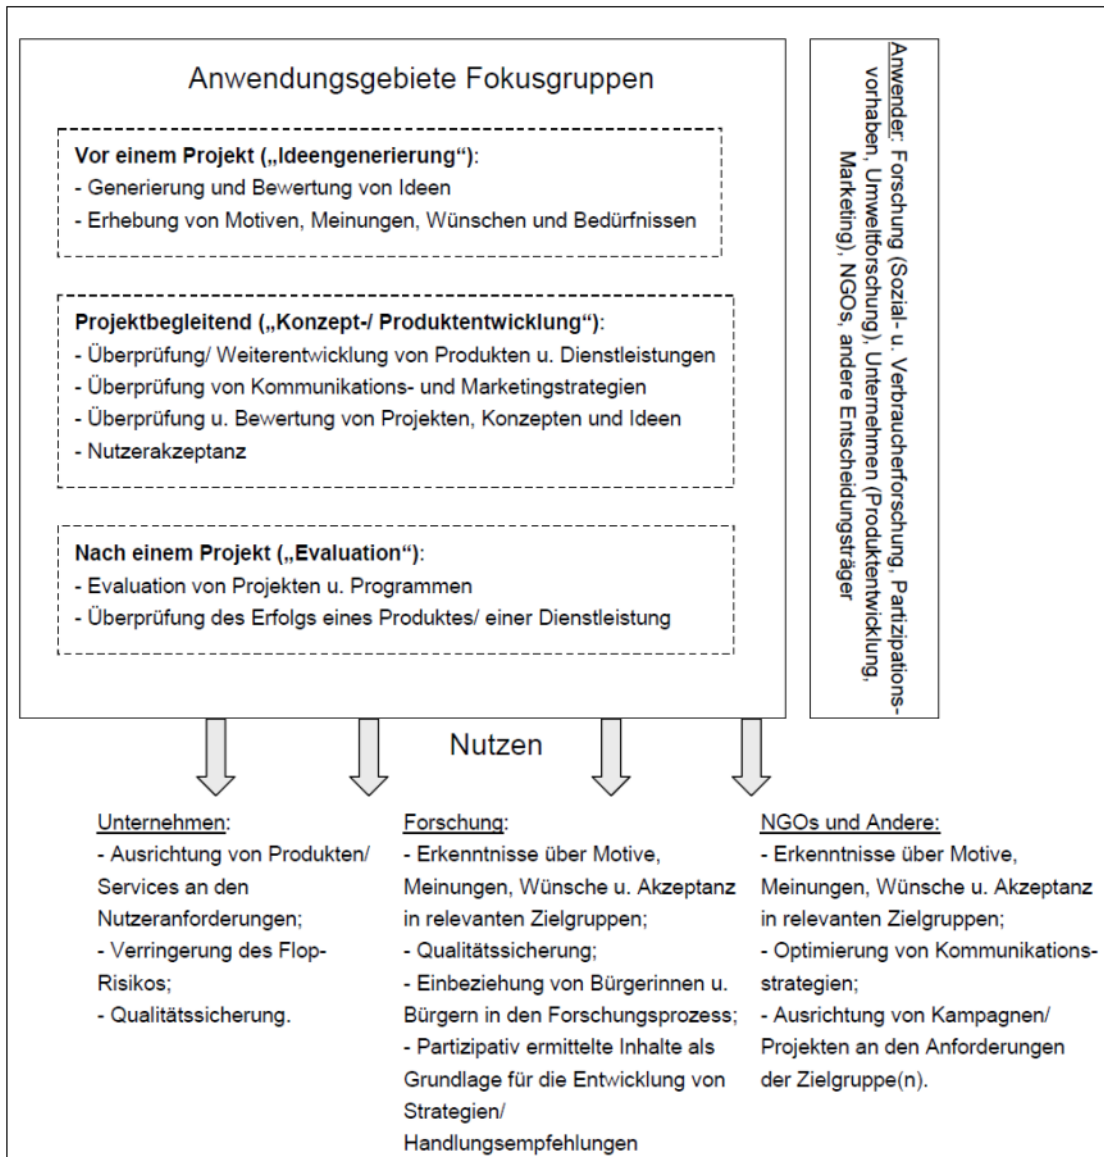 Anwendungsgebiete Fokusgruppen
Vor einem Projekt („Ideengenerierung“):
- Generierung und Bewertung von Ideen
- Erhebung von Motiven, Meinungen, Wünschen und Bedürfnissen
Projektbegleitend („Konzept-/ Produktentwicklung“):
- Überprüfung/ Weiterentwicklung von Produkten u. Dienstleistungen
- Überprüfung von Kommunikations- und Marketingstrategien
- Überprüfung u. Bewertung von Projekten, Konzepten und Ideen
- Nutzerakzeptanz
Nach einem Projekt („Evaluation“):
- Evaluation von Projekten u. Programmen
- Überprüfung des Erfolgs eines Produktes/ einer Dienstleistung
Anwender: Forschung (Sozial- u. Verbraucherforschung, Partizipations-
vorhaben, Umweltforschung), Unternehmen (Produktentwicklung,
Marketing), NGOs, andere Entscheidungsträger
Nutzen
Unternehmen:
- Ausrichtung von Produkten/
Services an den
Nutzeranforderungen;
- Verringerung des Flop-
Risikos;
- Qualitätssicherung.
Forschung:
- Erkenntnisse über Motive,
Meinungen, Wünsche u. Akzeptanz
in relevanten Zielgruppen;
- Qualitätssicherung;
- Einbeziehung von Bürgerinnen u.
Bürgern in den Forschungsprozess;
- Partizipativ ermittelte Inhalte als
Grundlage für die Entwicklung von
Strategien/
Handlungsempfehlungen
NGOs und Andere:
- Erkenntnisse über Motive,
Meinungen, Wünsche u. Akzeptanz
in relevanten Zielgruppen;
- Optimierung von Kommunikations-
strategien;
- Ausrichtung von Kampagnen/
Projekten an den Anforderungen
der Zielgruppe(n).